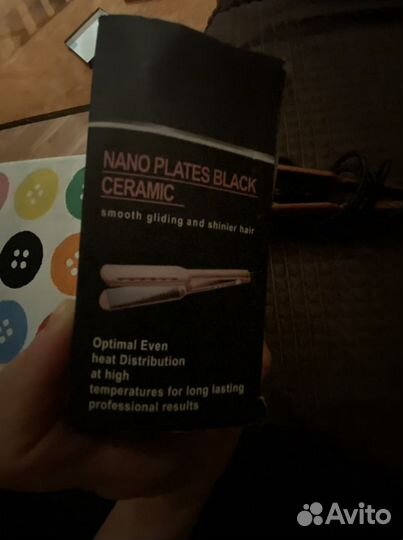 NANO PLATES BLACK
CERAMIC
smooth gliding and shinier hair
Optimal Even
heat Distribution
at high
temperatures for long lasting
professional results
Avito